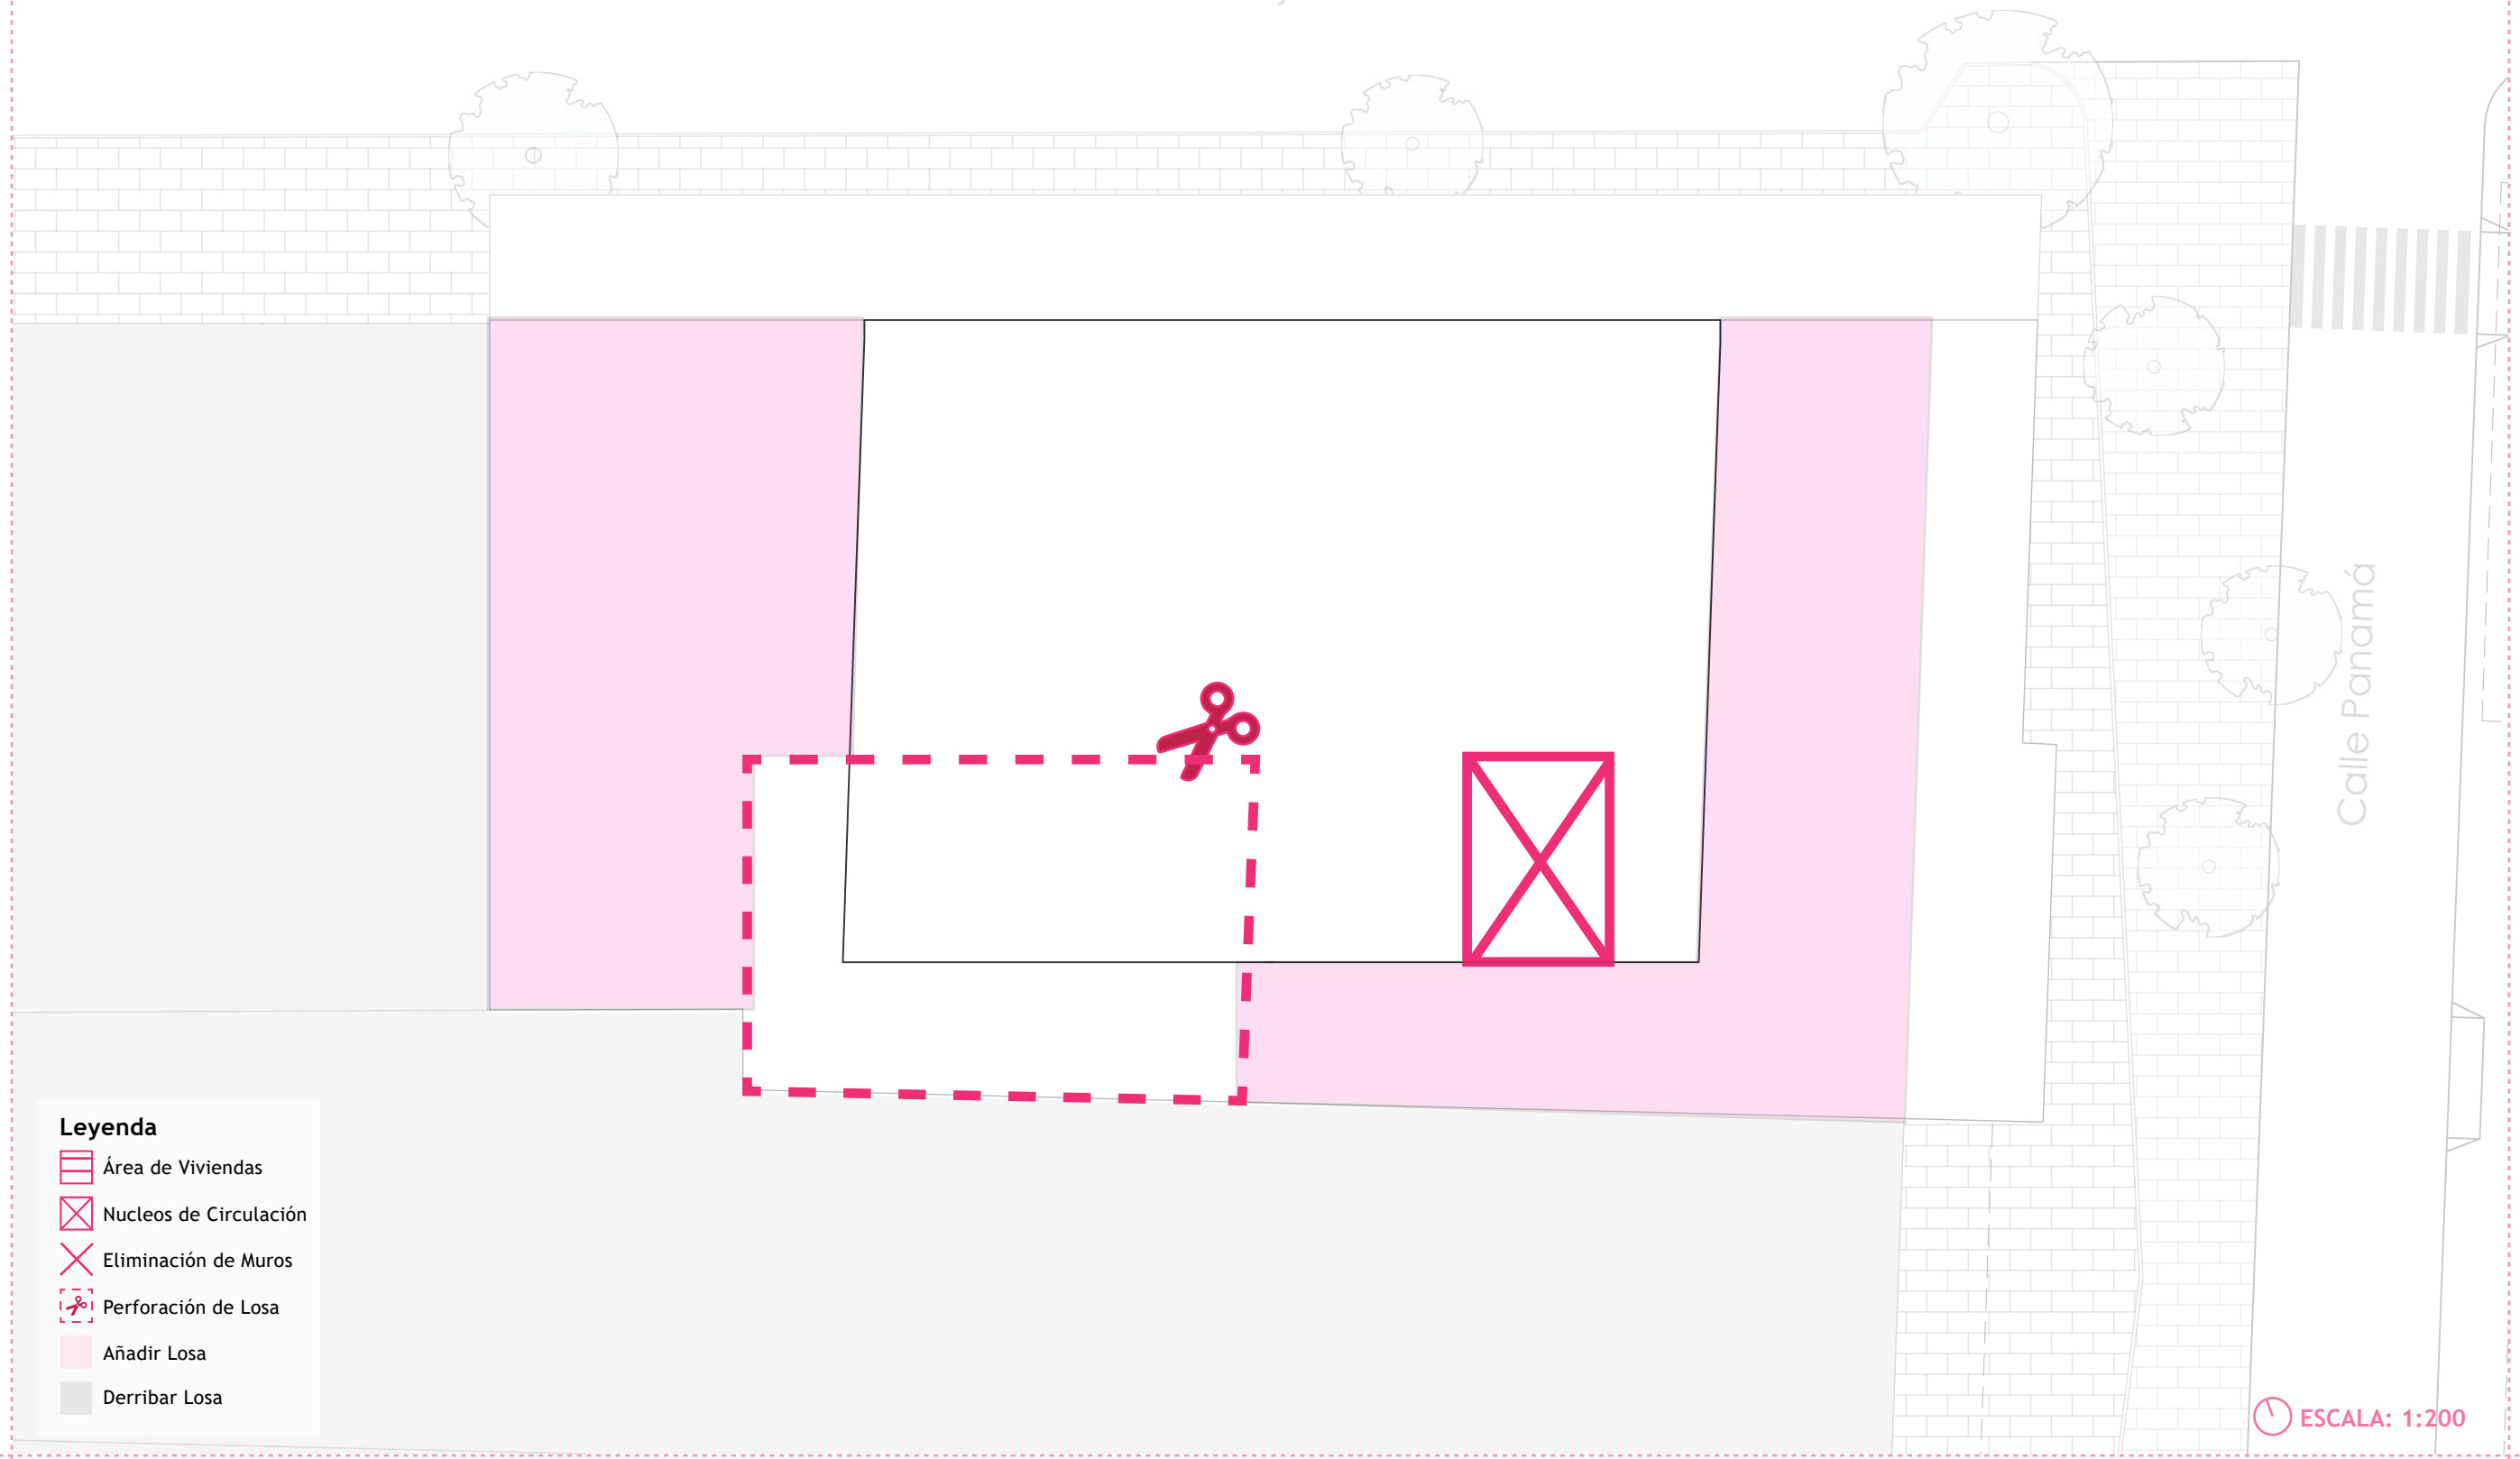 Calle Panamá
Leyenda
Área de Viviendas
Nucleos de Circulación
Eliminación de Muros
Perforación de Losa
Añadir Losa
Derribar Losa
ESCALA: 1:200